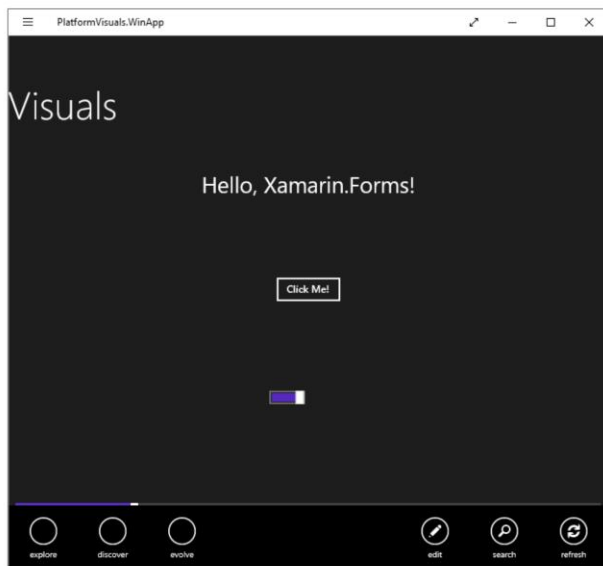 PlatformVisuals.WinApp
Visuals
Hello, Xamarin.Forms!
Click Me!
explore discover evolve edit search refresh